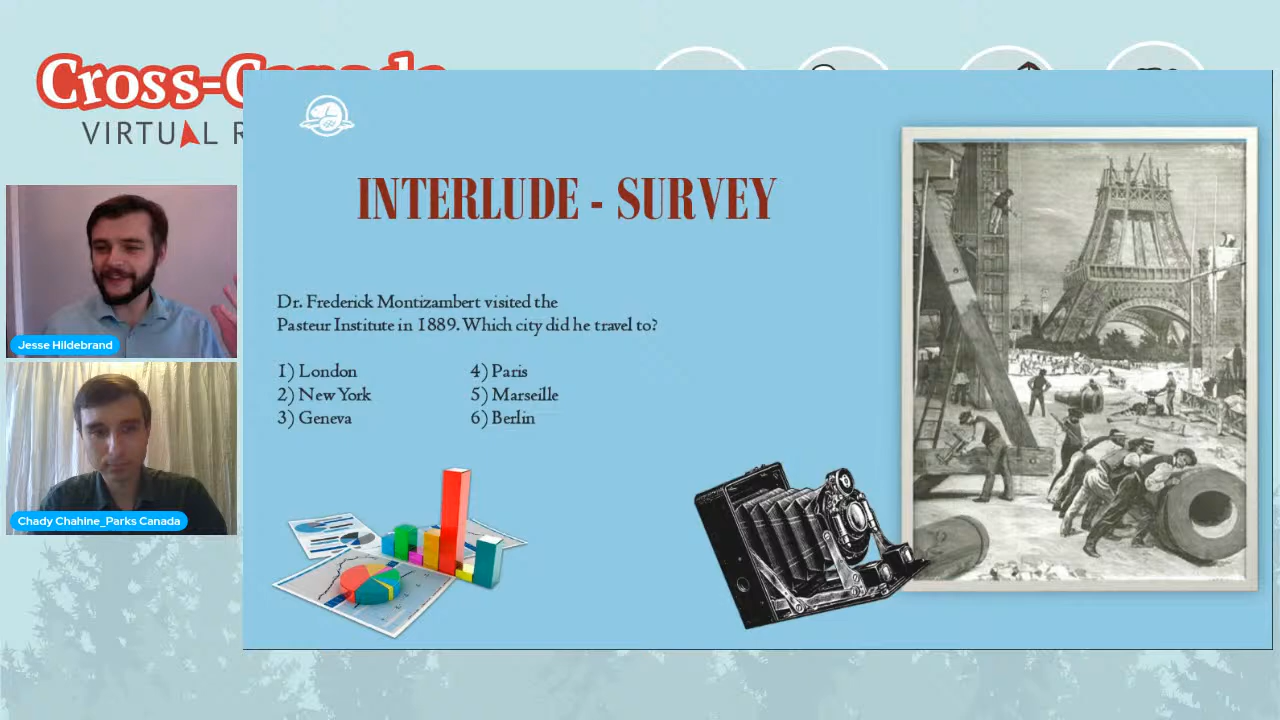 Cross-Canada
VIRTUAL R
INTERLUDE - SURVEY
Dr. Frederick Montizambert visited the
Pasteur Institute in 1889. Which city did he travel to?
1) London
2) New York
3) Geneva
4) Paris
5) Marseille
6) Berlin
Jesse Hildebrand
Chady Chahine_Parks Canada